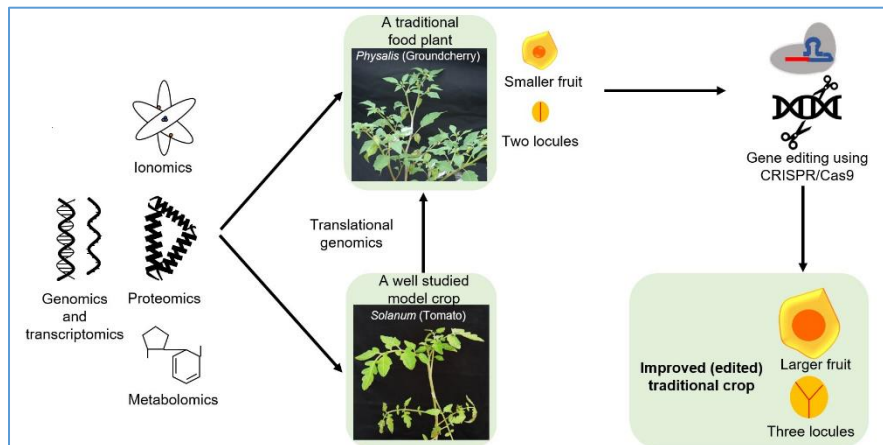 Ionomics
Genomics
and
transcriptomics
Proteomics
Metabolomics
A traditional
food plant
Physalis (Groundcherry)
Smaller fruit
Two locules
Translational
genomics
A well studied
model crop
Solanum (Tomato)
Gene editing using
CRISPR/Cas9
Improved (edited)
traditional crop
Larger fruit
Three locules